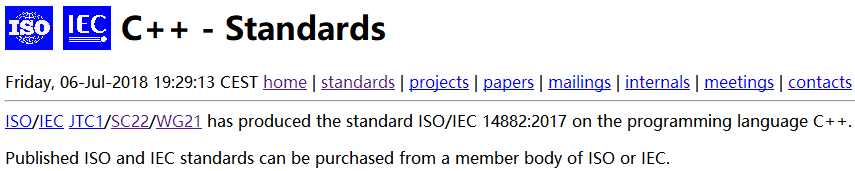 ISO IEC C++ - Standards
Friday, 06-Jul-2018 19:29:13 CEST home | standards | projects | papers | mailings | internals | meetings | contacts
ISO/IEC JTC1/SC22/WG21 has produced the standard ISO/IEC 14882:2017 on the programming language C++.
Published ISO and IEC standards can be purchased from a member body of ISO or IEC.